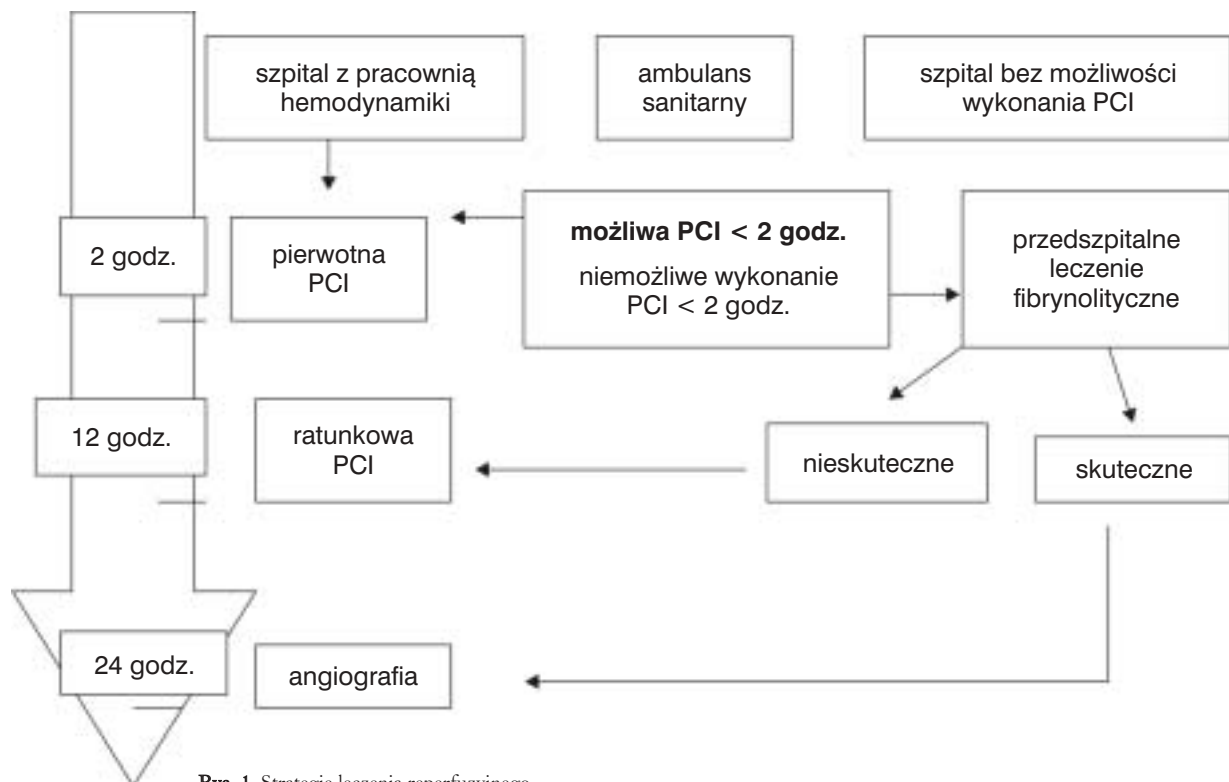 szpital z pracownią
hemodynamiki
ambulans
sanitarny
szpital bez możliwości
wykonania PCI
2 godz.
pierwotna
PCI
możliwa PCI < 2 godz.
niemożliwe wykonanie
PCI < 2 godz.
przedszpitalne
leczenie
fibrynolityczne
12 godz.
ratunkowa
PCI
nieskuteczne
skuteczne
24 godz.
angiografia
Ryc. 1. Strategie leczenia reperfuzyjnego